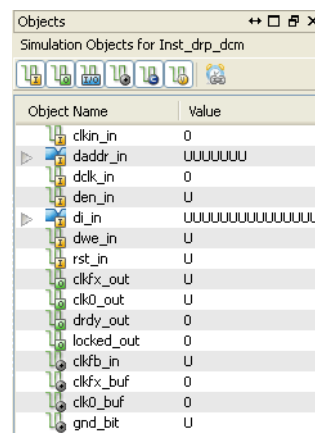 Objects
Simulation Objects for Inst_drp_dcm
Object Name Value
clkin_in 0
daddr_in UUUUUUU
dclk_in 0
den_in U
di_in UUUUUUUUUUUUUUU
dwe_in U
rst_in U
clkfx_out U
clk0_out U
drdy_out 0
locked_out 0
clkfb_in U
clkfx_buf 0
clk0_buf 0
gnd_bit U